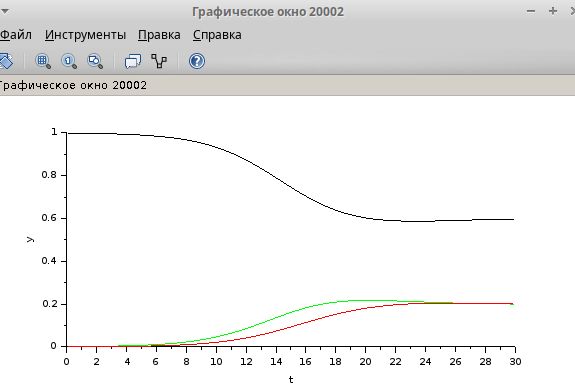 Графическое окно 20002
Файл Инструменты Правка Справка
Графическое окно 20002
1
0.8
0.6
y
0.4
0.2
0
0 2 4 6 8 10 12 14 16 18 20 22 24 26 28 30
t